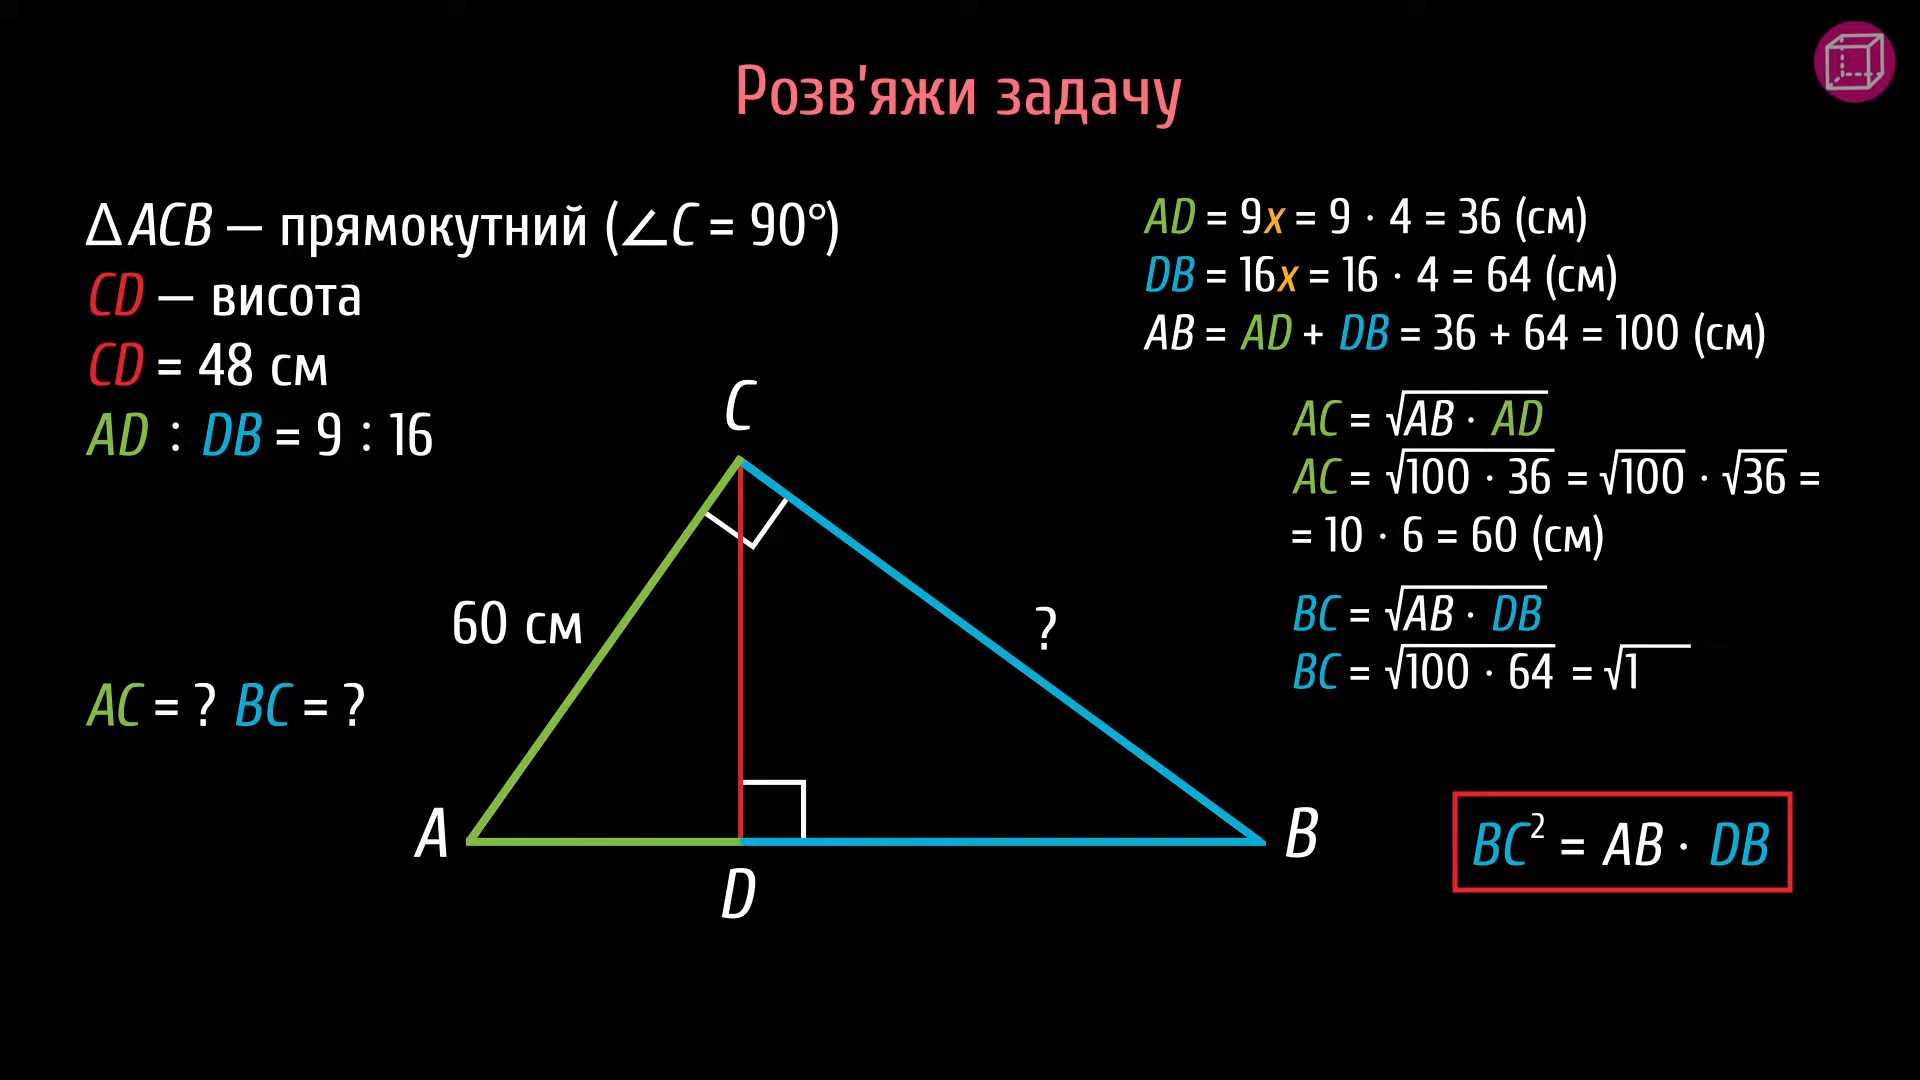 Розв'яжи задачу
∆ACB – прямокутний (∠C = 90°)
CD – висота
CD = 48 см
AD : DB = 9 : 16
AC = ? BC = ?
C
60 см
?
A
B
D
AD = 9x = 9 · 4 = 36 (см)
DB = 16x = 16 · 4 = 64 (см)
AB = AD + DB = 36 + 64 = 100 (см)
AC = √AB · AD
AC = √100 · 36 = √100 · √36 =
= 10 · 6 = 60 (см)
BC = √AB · DB
BC = √100 · 64 = √1
BC² = AB · DB